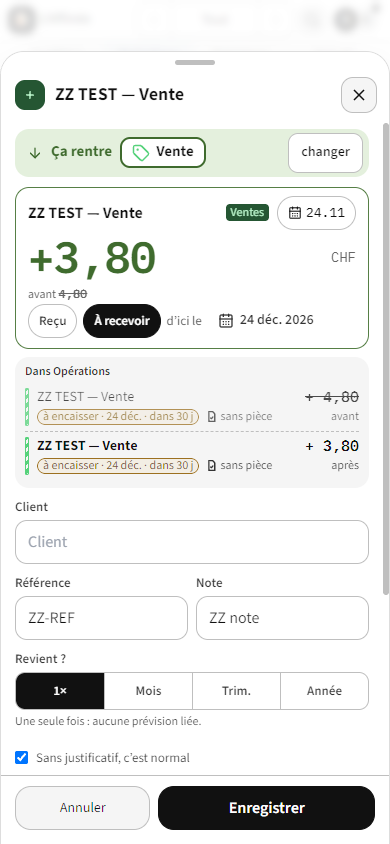 + ZZ TEST — Vente
Ça rentre Vente changer
ZZ TEST — Vente Ventes 24.11
+3,80 CHF
avant 4,80
Reçu À recevoir d'ici le 24 déc. 2026
Dans Opérations
ZZ TEST — Vente + 4,80
à encaisser · 24 déc. · dans 30 j sans pièce avant
ZZ TEST — Vente + 3,80
à encaisser · 24 déc. · dans 30 j sans pièce après
Client
Client
Référence Note
ZZ-REF ZZ note
Revient ?
1× Mois Trim. Année
Une seule fois : aucune prévision liée.
Sans justificatif, c'est normal
Annuler Enregistrer